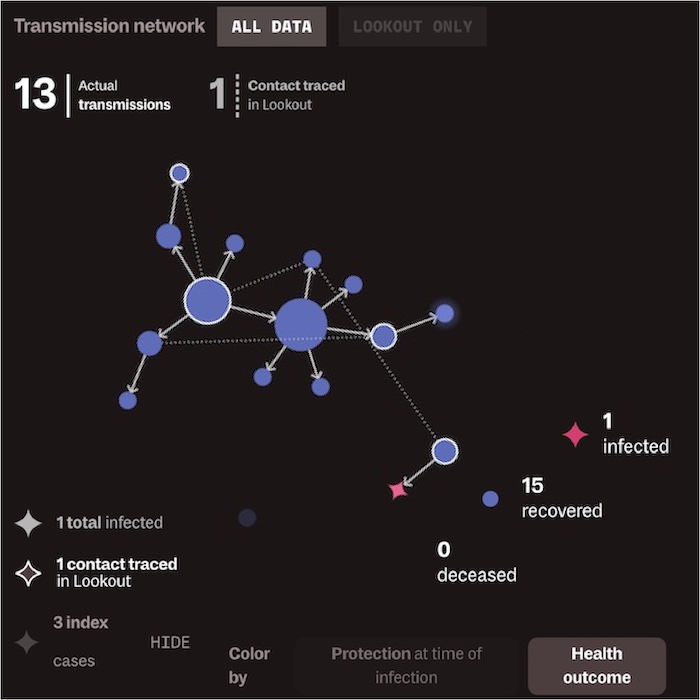 Transmission network ALL DATA LOOKOUT ONLY
13 Actual transmissions
1 Contact traced in Lookout
1 infected
15 recovered
0 deceased
1 total infected
1 contact traced
in Lookout
3 index
cases
HIDE
Color by
Protection at time of
infection
Health
outcome